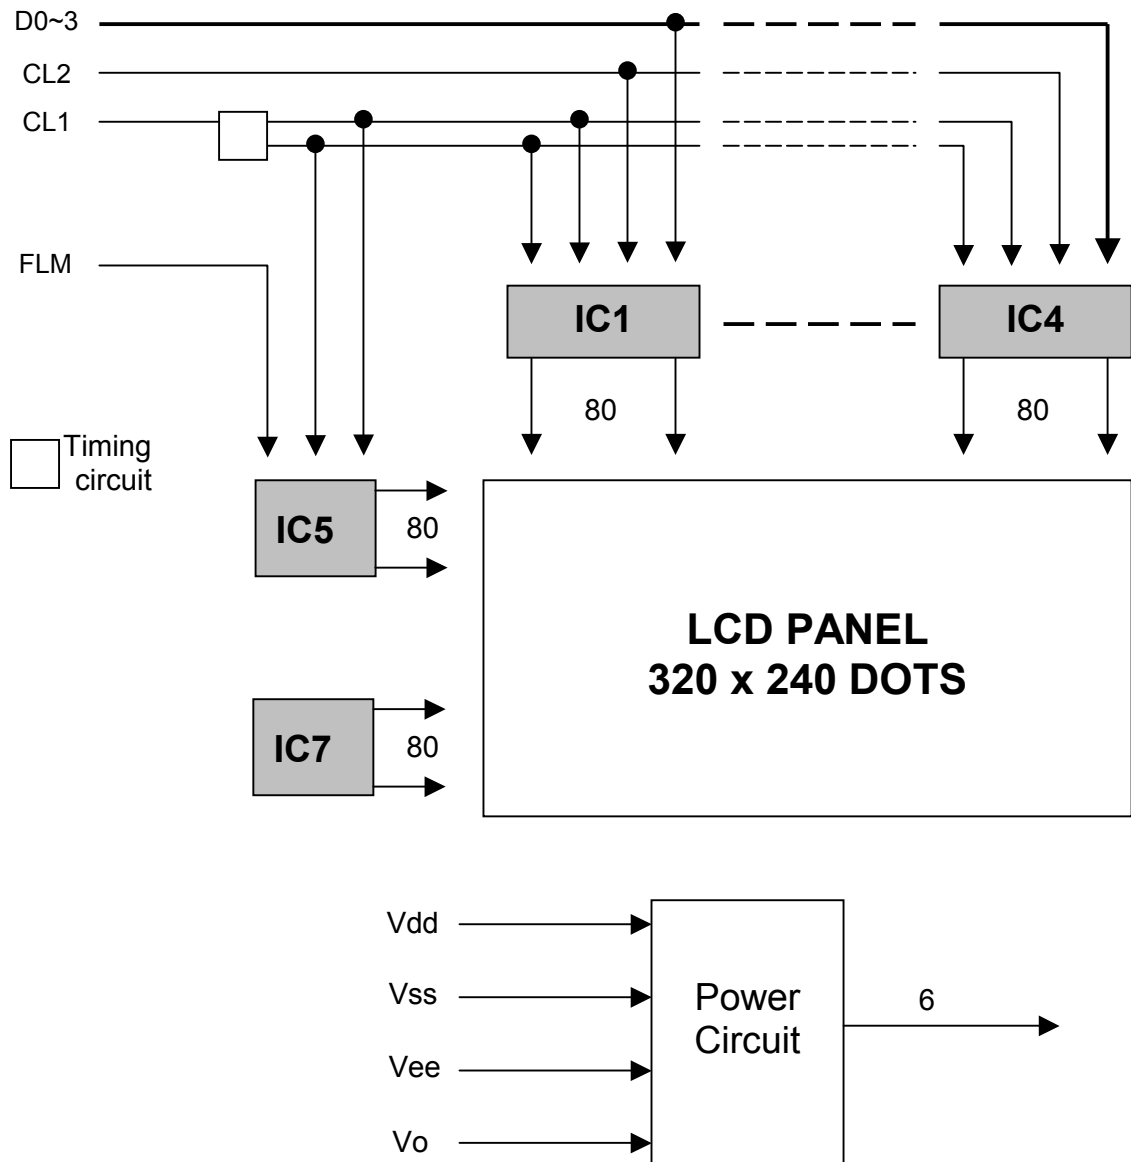 D0~3
CL2
CL1
FLM
IC1
IC4
80
80
Timing
circuit
IC5
80
LCD PANEL
320 x 240 DOTS
IC7
80
Vdd
Vss
Vee
Vo
Power
Circuit
6